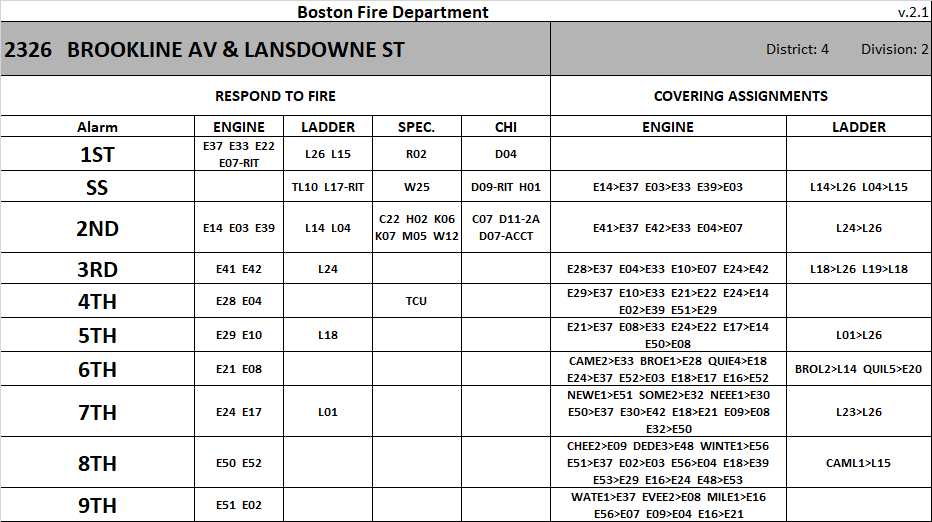 Boston Fire Department v.2.1
2326 BROOKLINE AV & LANSDOWNE ST District: 4 Division: 2
RESPOND TO FIRE COVERING ASSIGNMENTS
Alarm ENGINE LADDER SPEC. CHI ENGINE LADDER
1ST E37 E33 E22 E07-RIT L26 L15 R02 D04
SS TL10 L17-RIT W25 D09-RIT H01 E14>E37 E03>E33 E39>E03 L14>L26 L04>L15
2ND E14 E03 E39 L14 L04 C22 H02 K06 K07 M05 W12 C07 D11-2A D07-ACCT E41>E37 E42>E33 E04>E07 L24>L26
3RD E41 E42 L24 E28>E37 E04>E33 E10>E07 E24>E42 L18>L26 L19>L18
4TH E28 E04 TCU E29>E37 E10>E33 E21>E22 E24>E14 E02>E39 E51>E29
5TH E29 E10 L18 E21>E37 E08>E33 E24>E22 E17>E14 E50>E08 L01>L26
6TH E21 E08 CAME2>E33 BROE1>E28 QUIE4>E18 E24>E37 E52>E03 E18>E17 E16>E52 BROL2>L14 QUIL5>E20
7TH E24 E17 L01 NEWE1>E51 SOME2>E32 NEEE1>E30 E50>E37 E30>E42 E18>E21 E09>E08 E32>E50 L23>L26
8TH E50 E52 CHEE2>E09 DEDE3>E48 WINTE1>E56 E51>E37 E02>E03 E56>E04 E18>E39 E53>E29 E16>E24 E48>E53 CAML1>L15
9TH E51 E02 WATE1>E37 EVEE2>E08 MILE1>E16 E56>E07 E09>E04 E16>E21